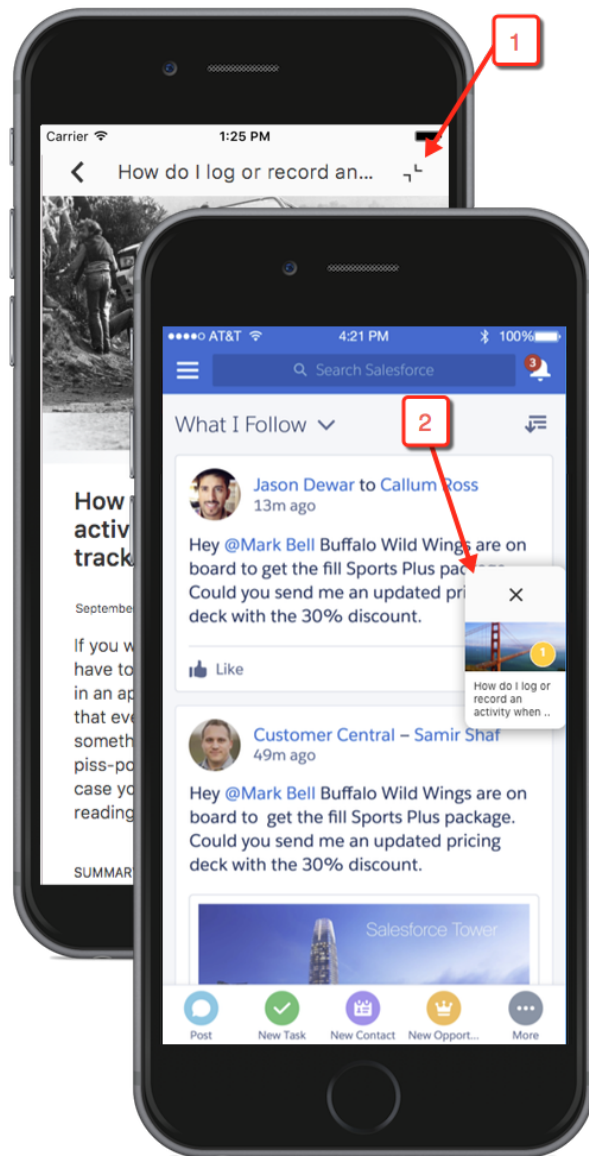 1
Carrier
1:25 PM
How do I log or record an...
How
activ
track
September
If you w
have to
in an ap
that eve
someth
piss-po
case yo
reading
SUMMAR
AT&T
4:21 PM
100%
Search Salesforce
3
What I Follow
2
Jason Dewar to Callum Ross
13m ago
Hey @Mark Bell Buffalo Wild Wings are on
board to get the fill Sports Plus package.
Could you send me an updated pri
deck with the 30% discount.
Like
1
How do I log or
record an
activity when ..
Customer Central – Samir Shaf
49m ago
Hey @Mark Bell Buffalo Wild Wings are on
board to get the fill Sports Plus package.
Could you send me an updated pricing
deck with the 30% discount.
Salesforce Tower
Post
New Task
New Contact
New Opport...
More